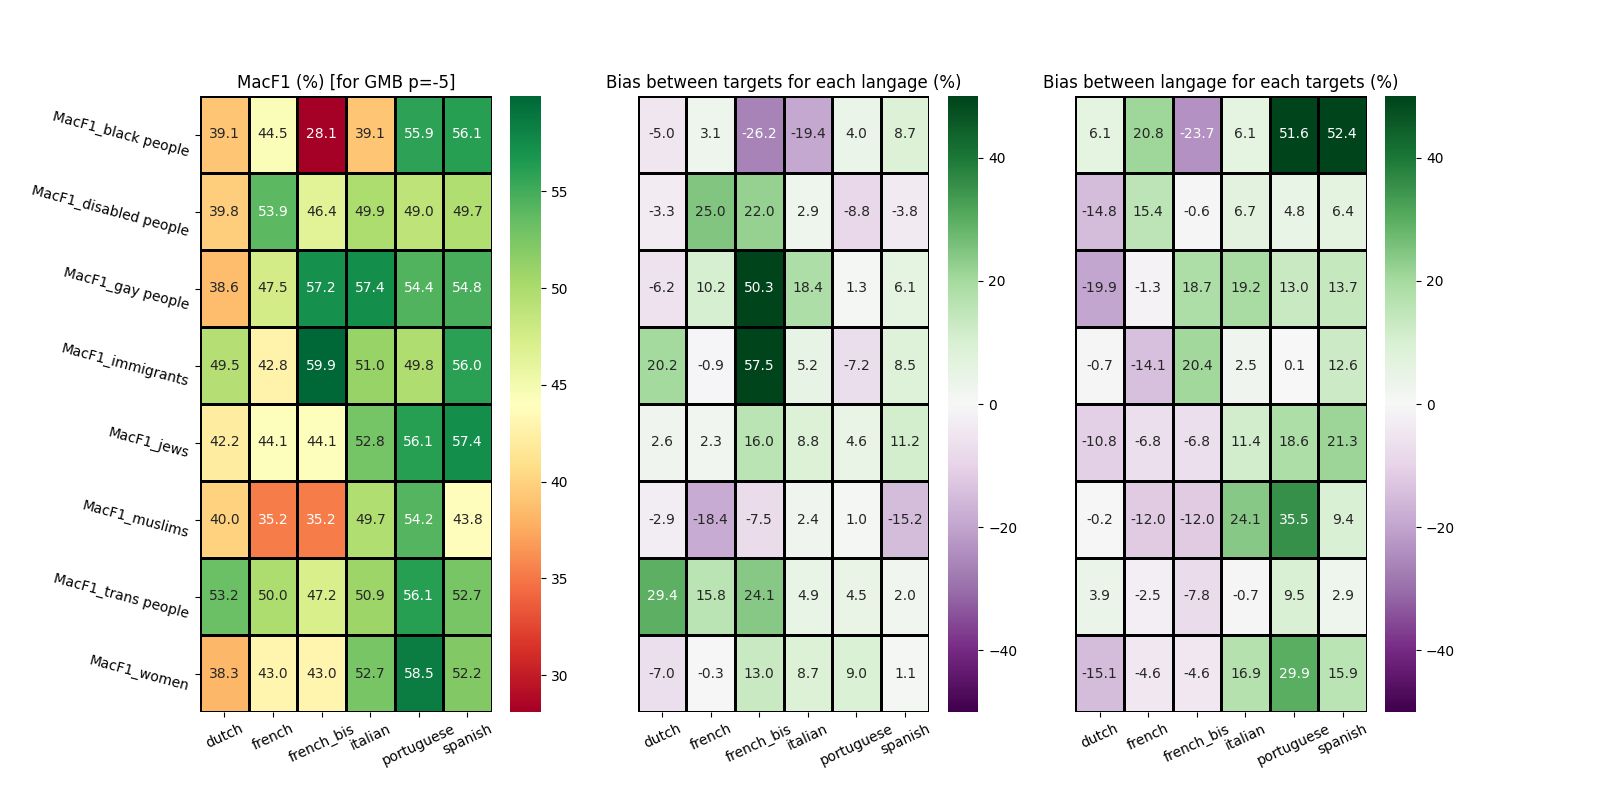 MacF1 (%) [for GMB p=-5]
Bias between targets for each langage (%)
Bias between langage for each targets (%)
MacF1_black people 39.1 44.5 28.1 39.1 55.9 56.1 -5.0 3.1 -26.2 -19.4 4.0 8.7 6.1 20.8 -23.7 6.1 51.6 52.4
MacF1_disabled people 39.8 53.9 46.4 49.9 49.0 49.7 -3.3 25.0 22.0 2.9 -8.8 -3.8 -14.8 15.4 -0.6 6.7 4.8 6.4
MacF1_gay people 38.6 47.5 57.2 57.4 54.4 54.8 -6.2 10.2 50.3 18.4 1.3 6.1 -19.9 -1.3 18.7 19.2 13.0 13.7
MacF1_immigrants 49.5 42.8 59.9 51.0 49.8 56.0 20.2 -0.9 57.5 5.2 -7.2 8.5 -0.7 -14.1 20.4 2.5 0.1 12.6
MacF1_jews 42.2 44.1 44.1 52.8 56.1 57.4 2.6 2.3 16.0 8.8 4.6 11.2 -10.8 -6.8 -6.8 11.4 18.6 21.3
MacF1_muslims 40.0 35.2 35.2 49.7 54.2 43.8 -2.9 -18.4 -7.5 2.4 1.0 -15.2 -0.2 -12.0 -12.0 24.1 35.5 9.4
MacF1_trans people 53.2 50.0 47.2 50.9 56.1 52.7 29.4 15.8 24.1 4.9 4.5 2.0 3.9 -2.5 -7.8 -0.7 9.5 2.9
MacF1_women 38.3 43.0 43.0 52.7 58.5 52.2 -7.0 -0.3 13.0 8.7 9.0 1.1 -15.1 -4.6 -4.6 16.9 29.9 15.9
dutch french french_bis italian portuguese spanish
55
50
45
40
35
30
dutch french french_bis italian portuguese spanish
40
20
0
−20
−40
dutch french french_bis italian portuguese spanish
40
20
0
−20
−40